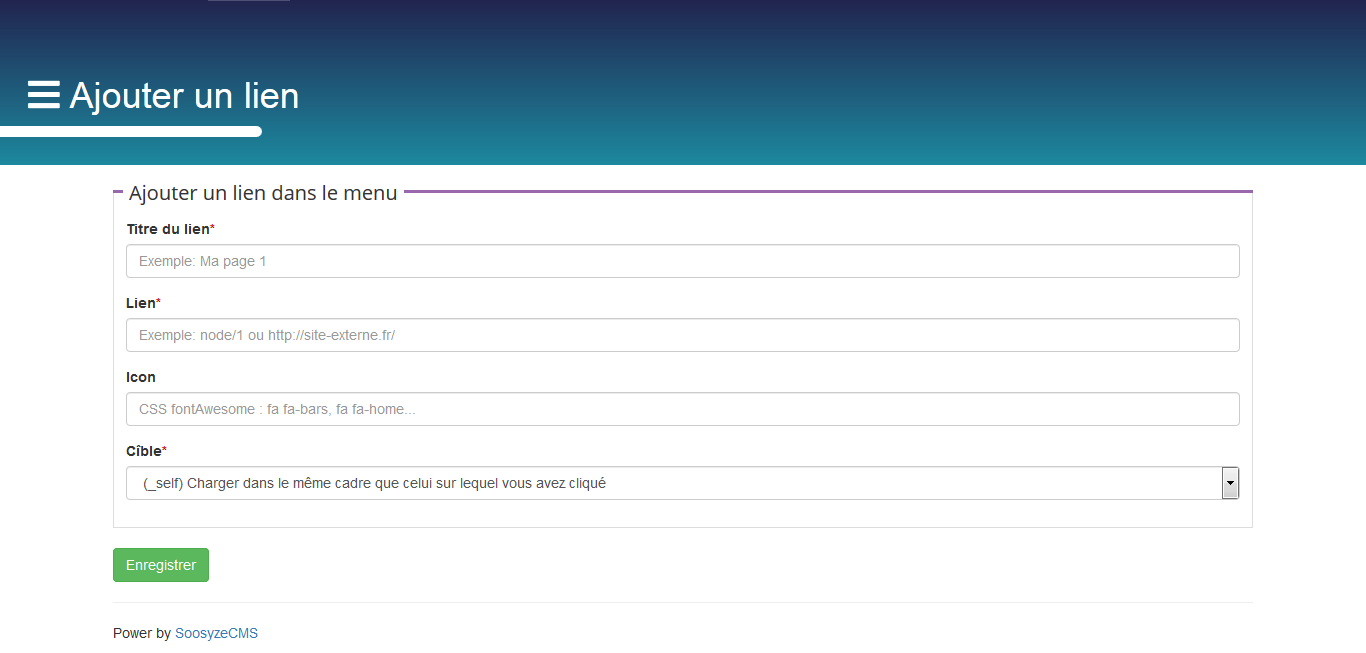 Ajouter un lien
Ajouter un lien dans le menu
Titre du lien*
Exemple: Ma page 1
Lien*
Exemple: node/1 ou http://site-externe.fr/
Icon
CSS fontAwesome : fa fa-bars, fa fa-home...
Cîble*
(_self) Charger dans le même cadre que celui sur lequel vous avez cliqué
Enregistrer
Power by SoosyzeCMS